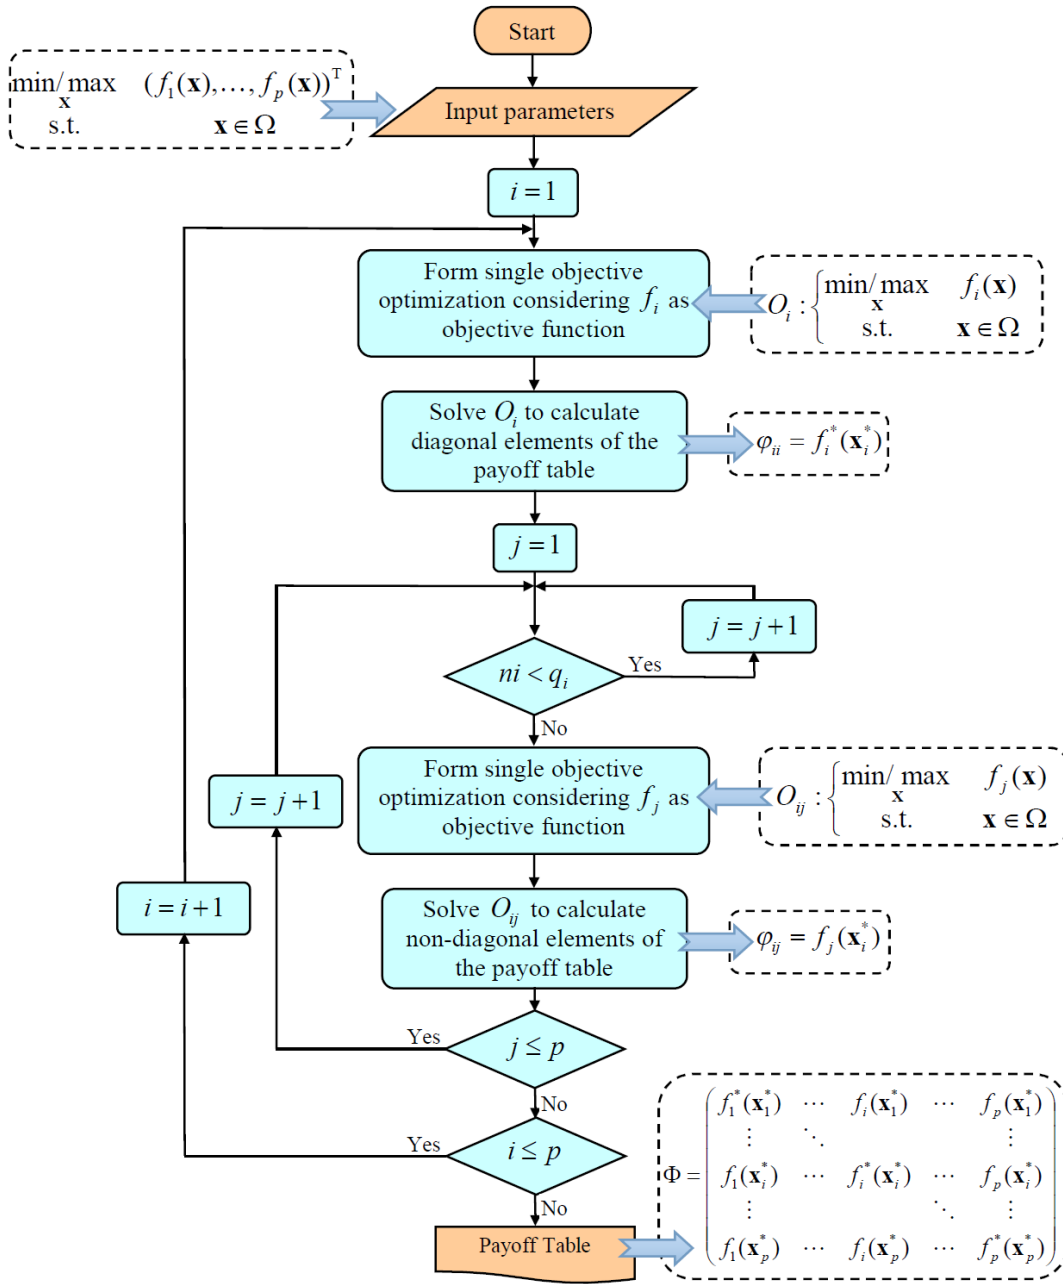 Start
min/max (f₁(x),…,fₚ(x))ᵀ
x
s.t. x ∈ Ω
Input parameters
i = 1
Form single objective
optimization considering fᵢ as
objective function
Oᵢ : { min/max fᵢ(x)
x
s.t. x ∈ Ω
Solve Oᵢ to calculate
diagonal elements of the
payoff table
φᵢᵢ = fᵢ*(xᵢ*)
j = 1
j = j + 1
ni < qᵢ
Yes
No
Form single objective
optimization considering fⱼ as
objective function
Oᵢⱼ : { min/ max fⱼ(x)
x
s.t. x ∈ Ω
j = j + 1
i = i + 1
Solve Oᵢⱼ to calculate
non-diagonal elements of
the payoff table
φᵢⱼ = fⱼ(xᵢ*)
Yes
j ≤ p
No
Yes
i ≤ p
No
Payoff Table
f₁*(x₁*) ⋯ fᵢ(x₁*) ⋯ fₚ(x₁*)
⋮ ⋱ ⋮
Φ = f₁(xᵢ*) ⋯ fᵢ*(xᵢ*) ⋯ fₚ(xᵢ*)
⋮ ⋱ ⋮
f₁(xₚ*) ⋯ fᵢ(xₚ*) ⋯ fₚ*(xₚ*)